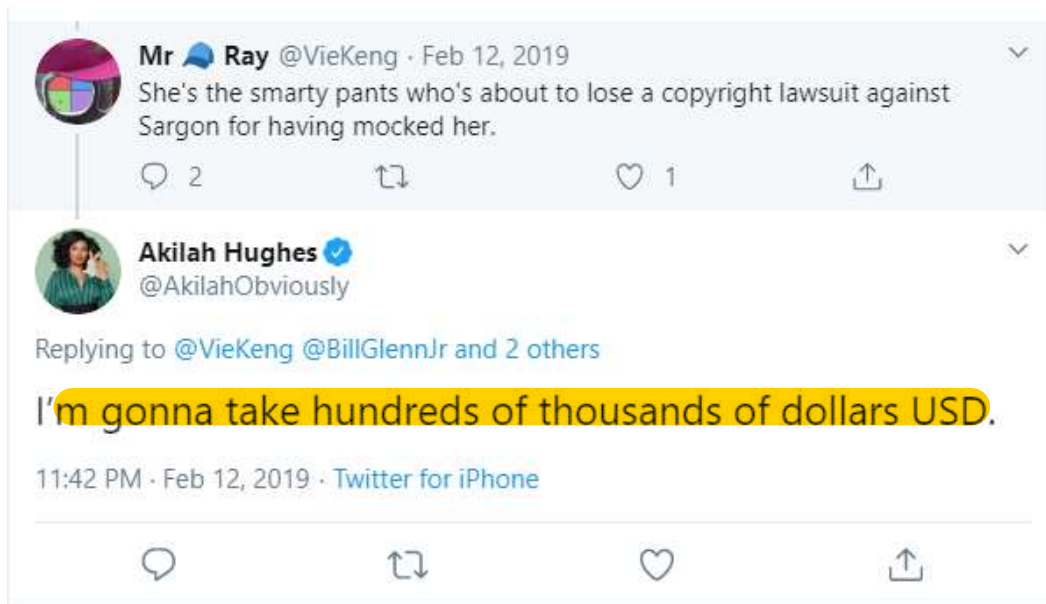 Mr 🧢 Ray @VieKeng · Feb 12, 2019
She's the smarty pants who's about to lose a copyright lawsuit against
Sargon for having mocked her.
2 1
Akilah Hughes
@AkilahObviously
Replying to @VieKeng @BillGlennJr and 2 others
I'm gonna take hundreds of thousands of dollars USD.
11:42 PM · Feb 12, 2019 · Twitter for iPhone